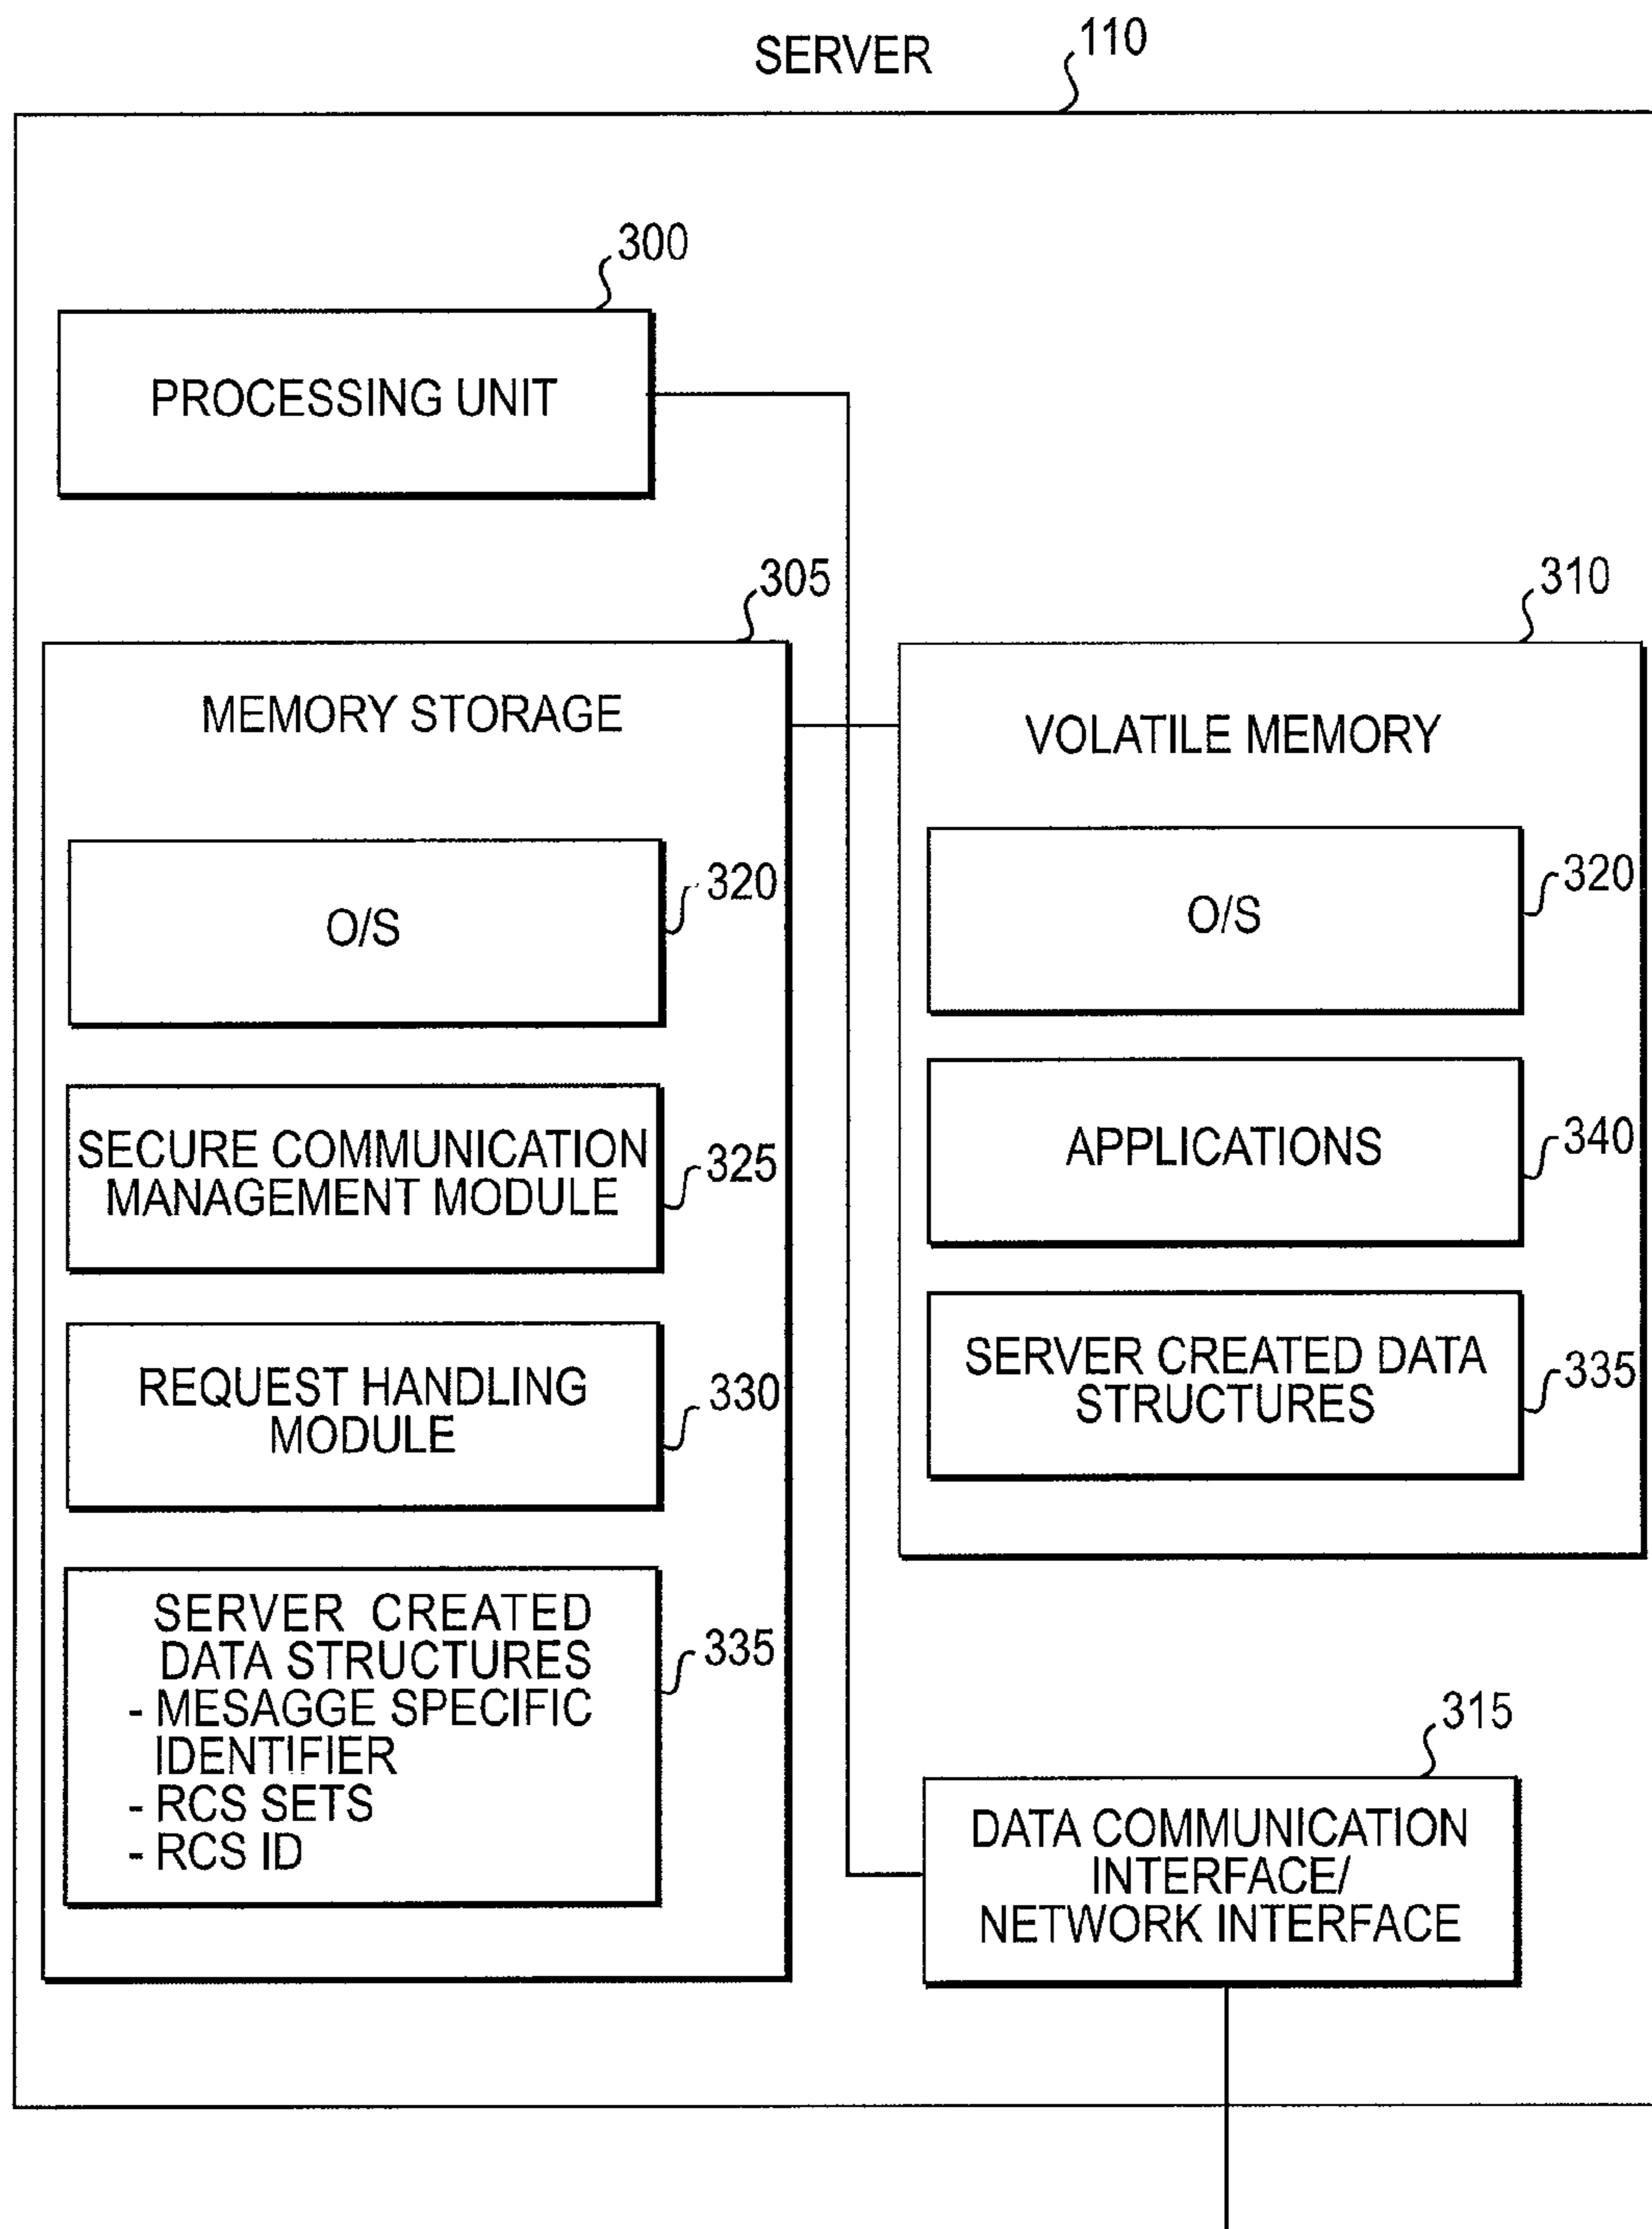 SERVER
110
300
PROCESSING UNIT
305
MEMORY STORAGE
O/S
320
SECURE COMMUNICATION
MANAGEMENT MODULE
325
REQUEST HANDLING
MODULE
330
SERVER CREATED
DATA STRUCTURES
- MESAGGE SPECIFIC
IDENTIFIER
- RCS SETS
- RCS ID
335
310
VOLATILE MEMORY
O/S
320
APPLICATIONS
340
SERVER CREATED DATA
STRUCTURES
335
315
DATA COMMUNICATION
INTERFACE/
NETWORK INTERFACE